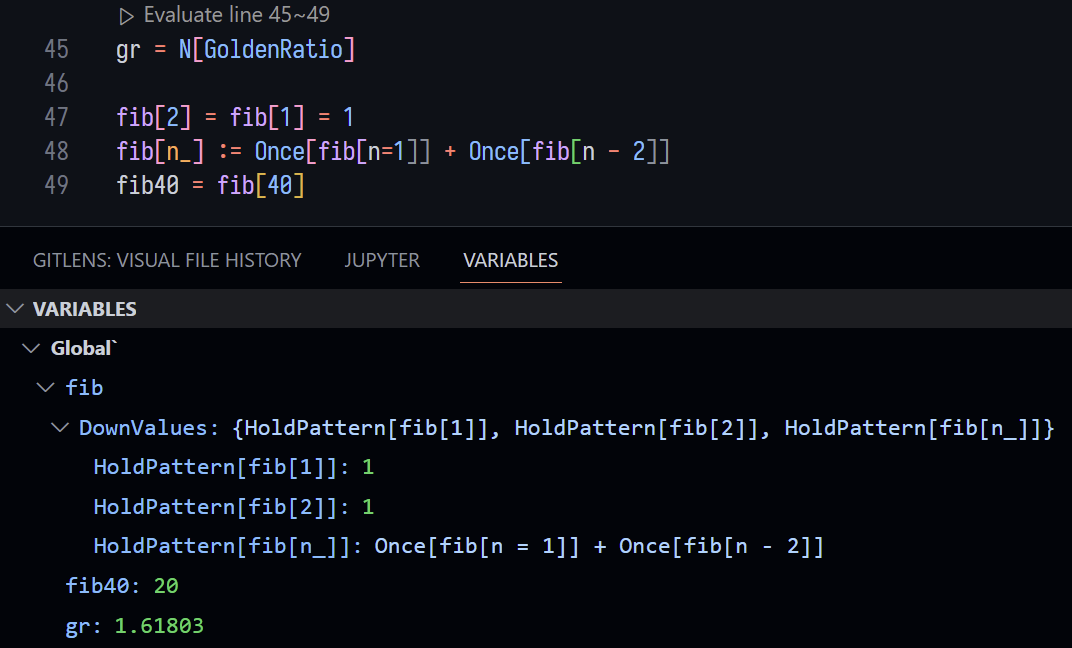 Evaluate line 45~49
45 gr = N[GoldenRatio]
46
47 fib[2] = fib[1] = 1
48 fib[n_] := Once[fib[n=1]] + Once[fib[n - 2]]
49 fib40 = fib[40]
GITLENS: VISUAL FILE HISTORY JUPYTER VARIABLES
VARIABLES
Global`
fib
DownValues: {HoldPattern[fib[1]], HoldPattern[fib[2]], HoldPattern[fib[n_]]}
HoldPattern[fib[1]]: 1
HoldPattern[fib[2]]: 1
HoldPattern[fib[n_]]: Once[fib[n = 1]] + Once[fib[n - 2]]
fib40: 20
gr: 1.61803